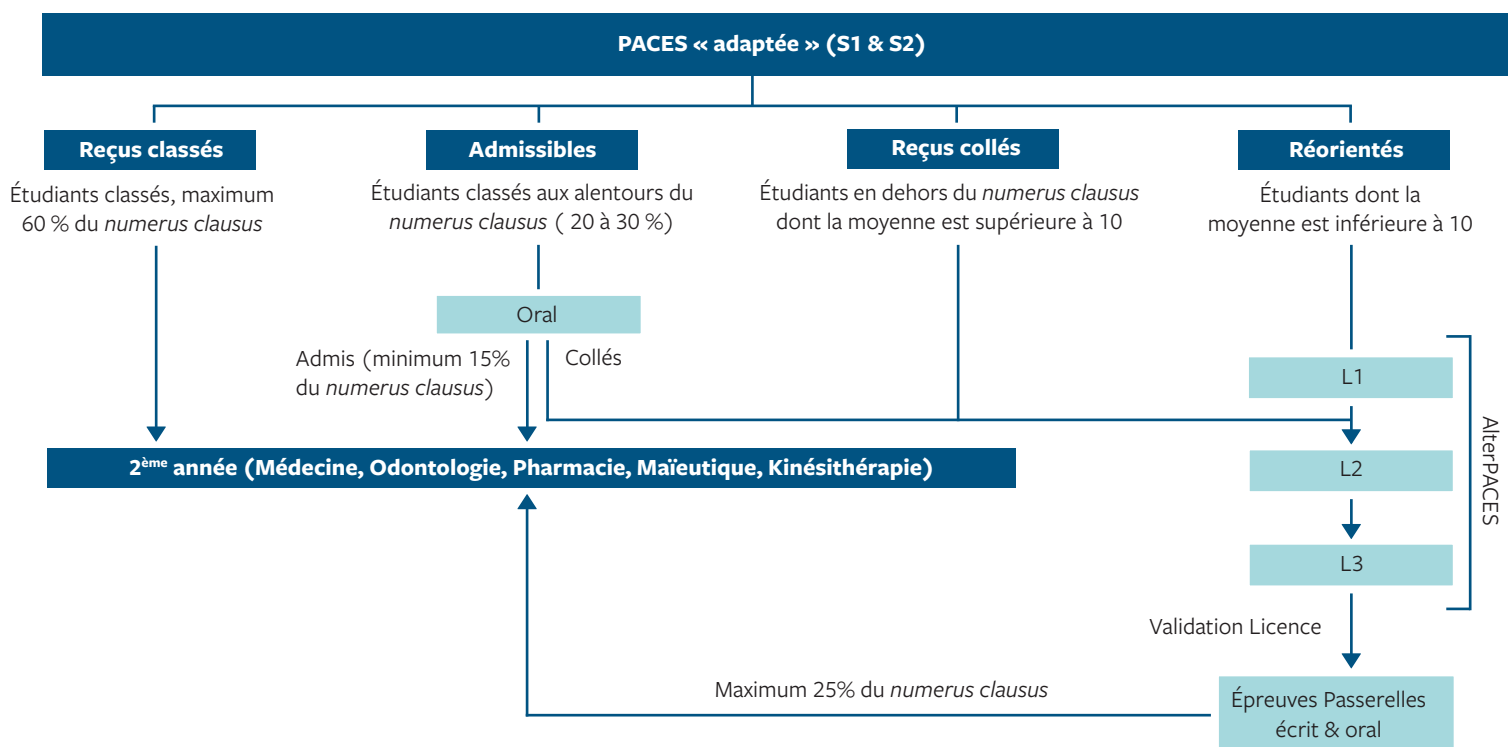 PACES « adaptée » (S1 & S2)
Reçus classés
Étudiants classés, maximum
60 % du numerus clausus
Admissibles
Étudiants classés aux alentours du
numerus clausus ( 20 à 30 %)
Reçus collés
Étudiants en dehors du numerus clausus
dont la moyenne est supérieure à 10
Réorientés
Étudiants dont la
moyenne est inférieure à 10
Oral
Admis (minimum 15%
du numerus clausus)
Collés
L1
2ème année (Médecine, Odontologie, Pharmacie, Maïeutique, Kinésithérapie)
L2
L3
AlterPACES
Validation Licence
Maximum 25% du numerus clausus
Épreuves Passerelles
écrit & oral